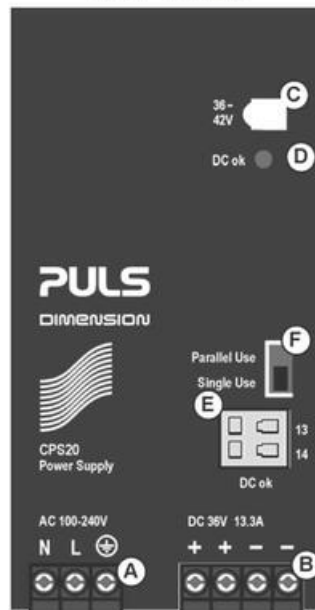 C
36-
42V
DC ok D
PULS
DIMENSION
F
Parallel Use
Single Use
E
13
14
CPS20
Power Supply
DC ok
AC 100-240V
DC 36V 13.3A
N L
+ + - -
A
B